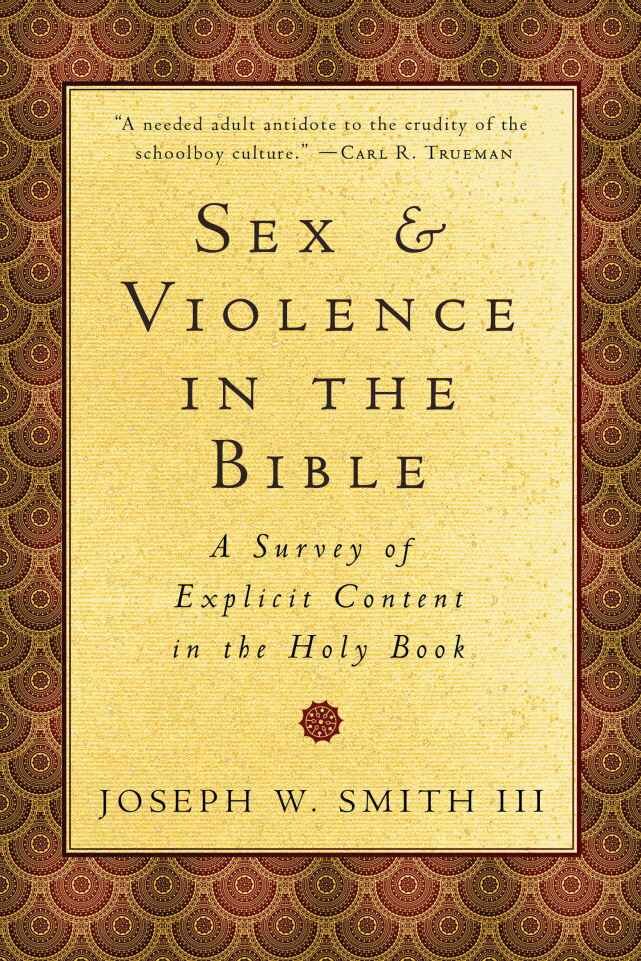 “A needed adult antidote to the crudity of the
schoolboy culture.” —Carl R. Trueman
Sex &
Violence
in the
Bible
A Survey of
Explicit Content
in the Holy Book
Joseph W. Smith III